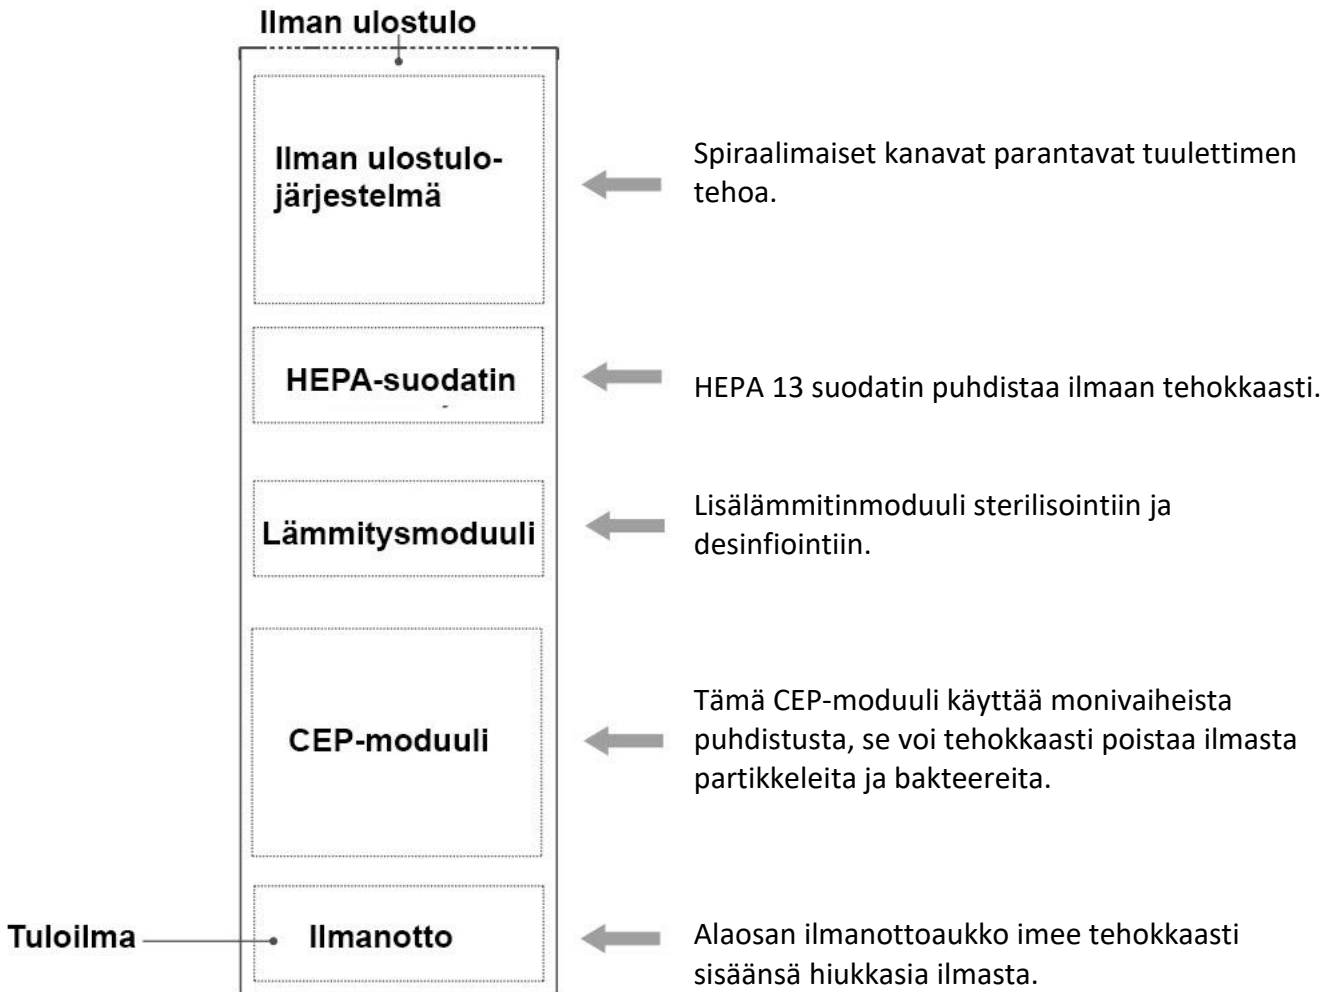 Ilman ulostulo
Ilman ulostulo-
järjestelmä
Spiraalimaiset kanavat parantavat tuulettimen
tehoa.
HEPA-suodatin
HEPA 13 suodatin puhdistaa ilmaan tehokkaasti.
Lämmitysmoduuli
Lisälämmitinmoduuli sterilisointiin ja
desinfiointiin.
CEP-moduuli
Tämä CEP-moduuli käyttää monivaiheista
puhdistusta, se voi tehokkaasti poistaa ilmasta
partikkeleita ja bakteereita.
Tuloilma
Ilmanotto
Alaosan ilmanottoaukko imee tehokkaasti
sisäänsä hiukkasia ilmasta.